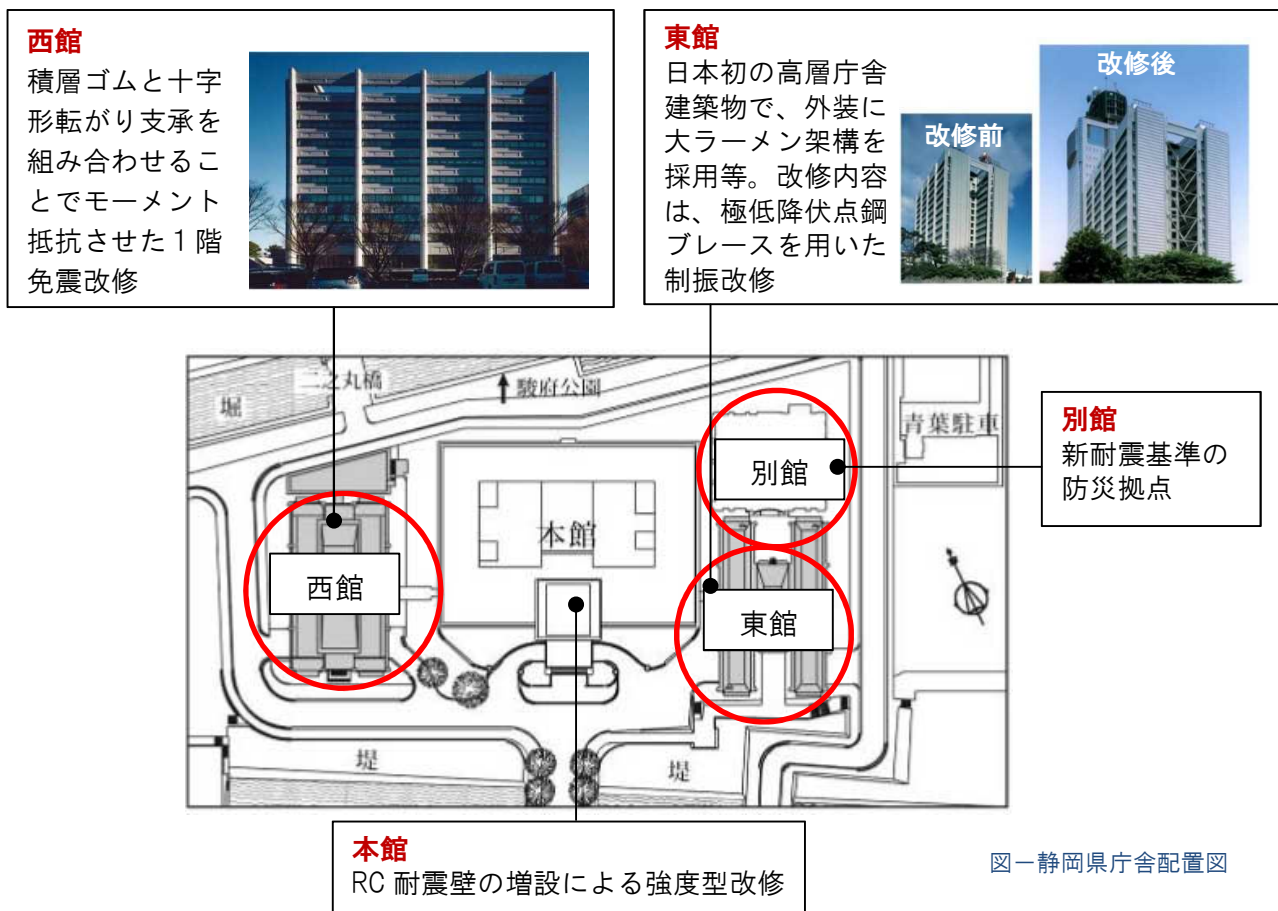 西館
積層ゴムと十字
形転がり支承を
組み合わせるこ
とでモーメント
抵抗させた1階
免震改修
東館
日本初の高層庁舎
建築物で、外装に
大ラーメン架構を
採用等。改修内容
は、極低降伏点鋼
ブレースを用いた
制振改修
改修前
改修後
二之丸橋
堀
駿府公園
青葉駐車
別館
新耐震基準の
防災拠点
別館
本館
西館
東館
堤
堤
本館
RC 耐震壁の増設による強度型改修
図－静岡県庁舎配置図